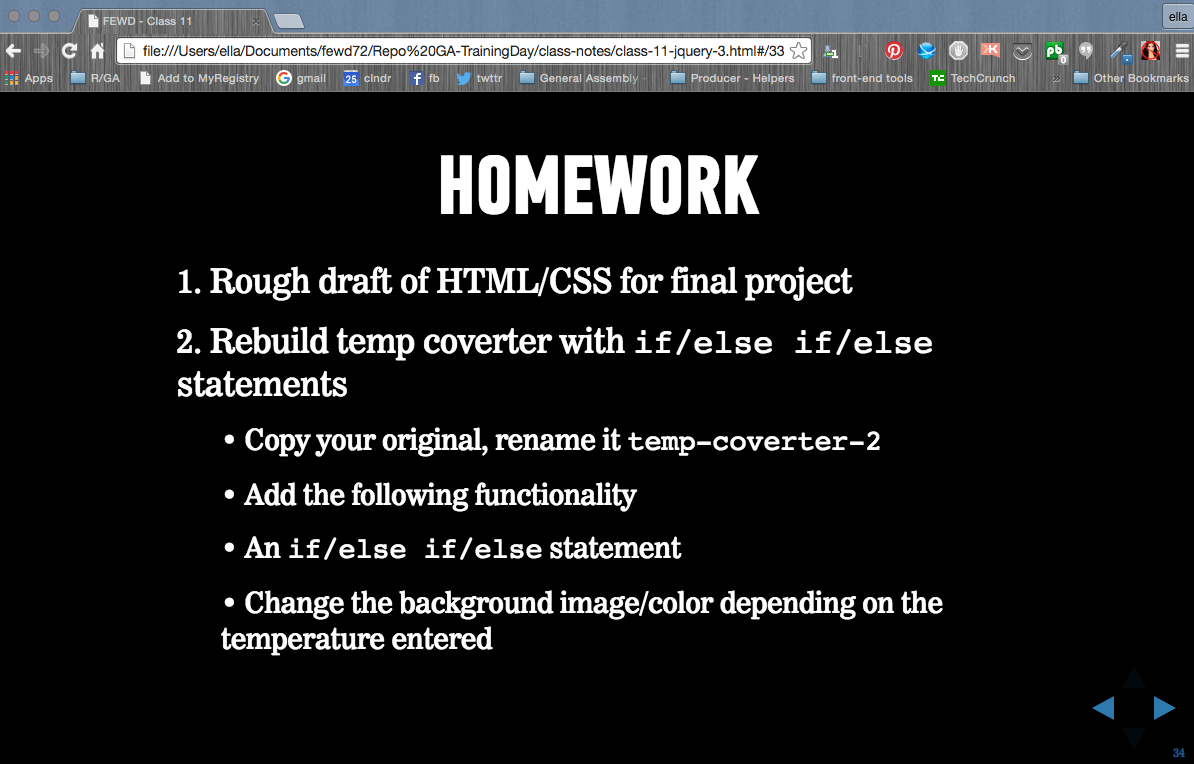 FEWD - Class 11
ella
file:///Users/ella/Documents/fewd72/Repo%20GA-TrainingDay/class-notes/class-11-jquery-3.html#/33
Apps R/GA Add to MyRegistry gmail 25 clndr fb twttr General Assembly - Producer - Helpers front-end tools TC TechCrunch » Other Bookmarks
K pb 0
HOMEWORK
1. Rough draft of HTML/CSS for final project
2. Rebuild temp coverter with if/else if/else
statements
• Copy your original, rename it temp-coverter-2
• Add the following functionality
• An if/else if/else statement
• Change the background image/color depending on the
temperature entered
34